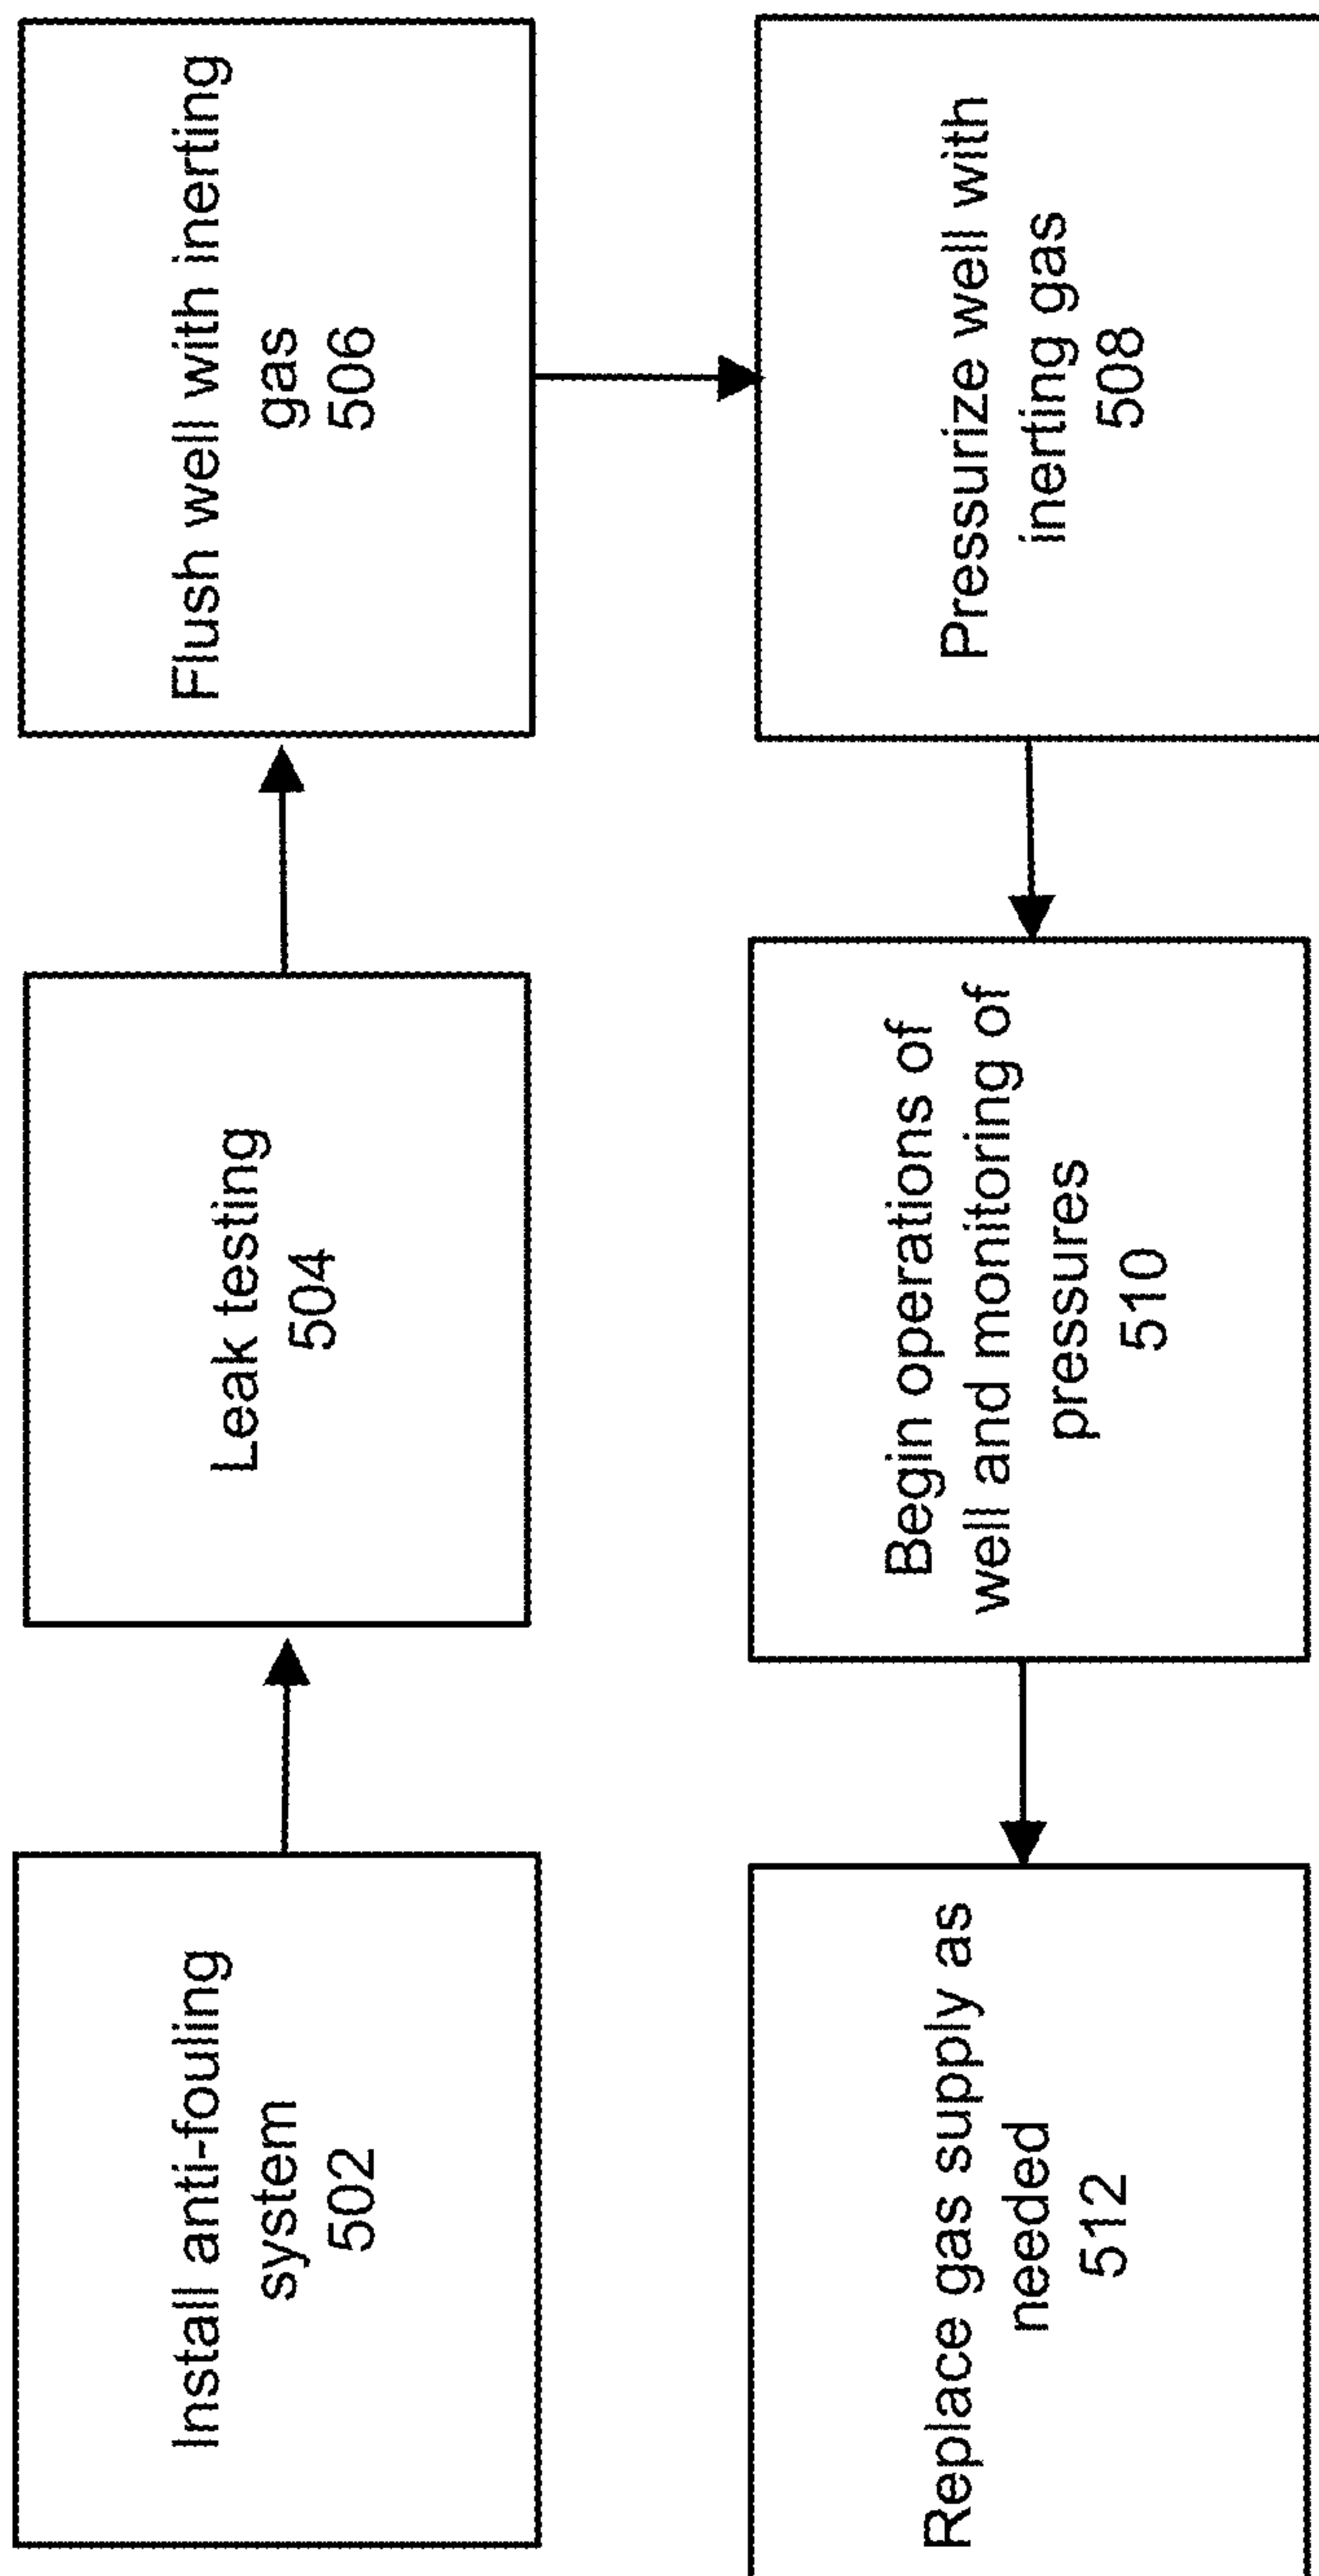 Install anti-fouling
system
502
Leak testing
504
Flush well with inerting
gas
506
Pressurize well with
inerting gas
508
Begin operations of
well and monitoring of
pressures
510
Replace gas supply as
needed
512